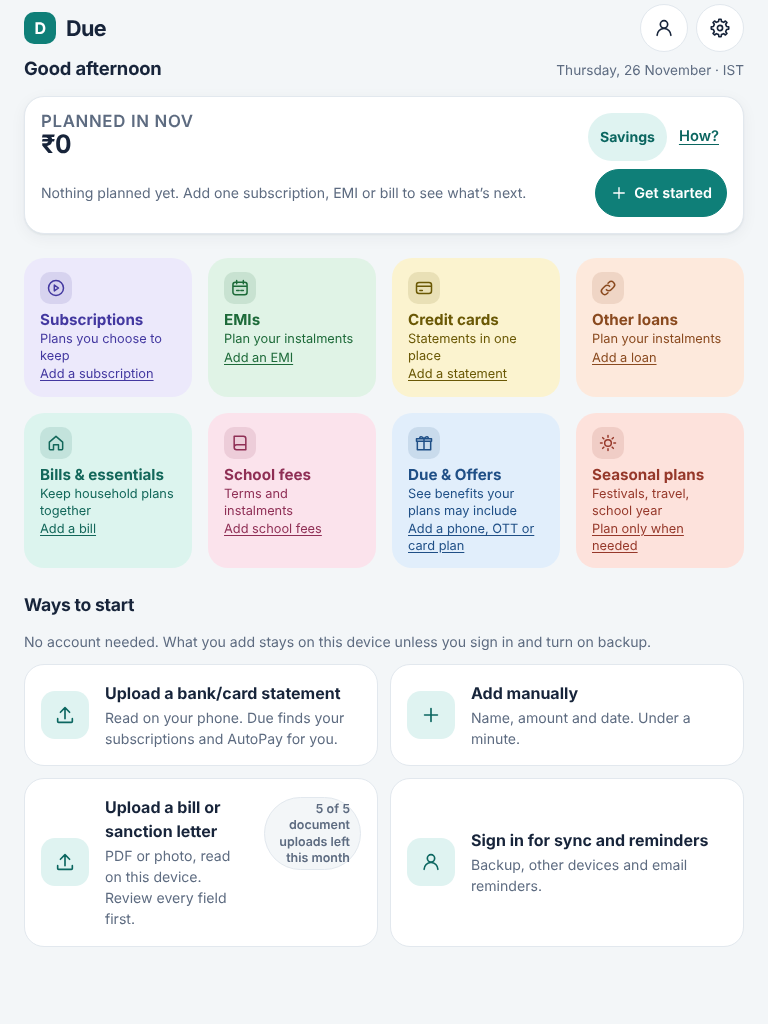 D Due
Good afternoon
Thursday, 26 November · IST
PLANNED IN NOV
₹0
Savings
How?
Nothing planned yet. Add one subscription, EMI or bill to see what’s next.
Get started
Subscriptions
Plans you choose to
keep
Add a subscription
EMIs
Plan your instalments
Add an EMI
Credit cards
Statements in one
place
Add a statement
Other loans
Plan your instalments
Add a loan
Bills & essentials
Keep household plans
together
Add a bill
School fees
Terms and
instalments
Add school fees
Due & Offers
See benefits your
plans may include
Add a phone, OTT or
card plan
Seasonal plans
Festivals, travel,
school year
Plan only when
needed
Ways to start
No account needed. What you add stays on this device unless you sign in and turn on backup.
Upload a bank/card statement
Read on your phone. Due finds your
subscriptions and AutoPay for you.
Add manually
Name, amount and date. Under a
minute.
Upload a bill or
sanction letter
PDF or photo, read
on this device.
Review every field
first.
5 of 5
document
uploads left
this month
Sign in for sync and reminders
Backup, other devices and email
reminders.